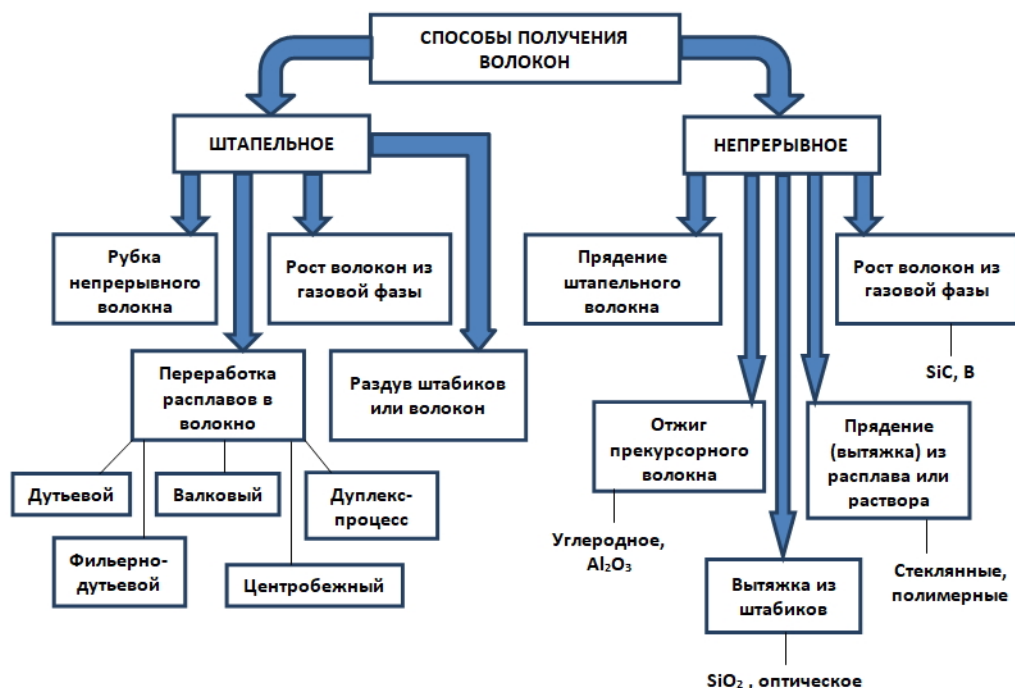 СПОСОБЫ ПОЛУЧЕНИЯ
ВОЛОКОН
ШТАПЕЛЬНОЕ
НЕПРЕРЫВНОЕ
Рубка
непрерывного
волокна
Рост волокон из
газовой фазы
Переработка
расплавов в
волокно
Раздув штабиков
или волокон
Дутьевой
Валковый
Дуплекс-
процесс
Фильерно-
дутьевой
Центробежный
Прядение
штапельного
волокна
Рост волокон из
газовой фазы
SiC, B
Отжиг
прекурсорного
волокна
Прядение
(вытяжка) из
расплава или
раствора
Углеродное,
Al₂O₃
Вытяжка из
штабиков
Стеклянные,
полимерные
SiO₂ , оптическое